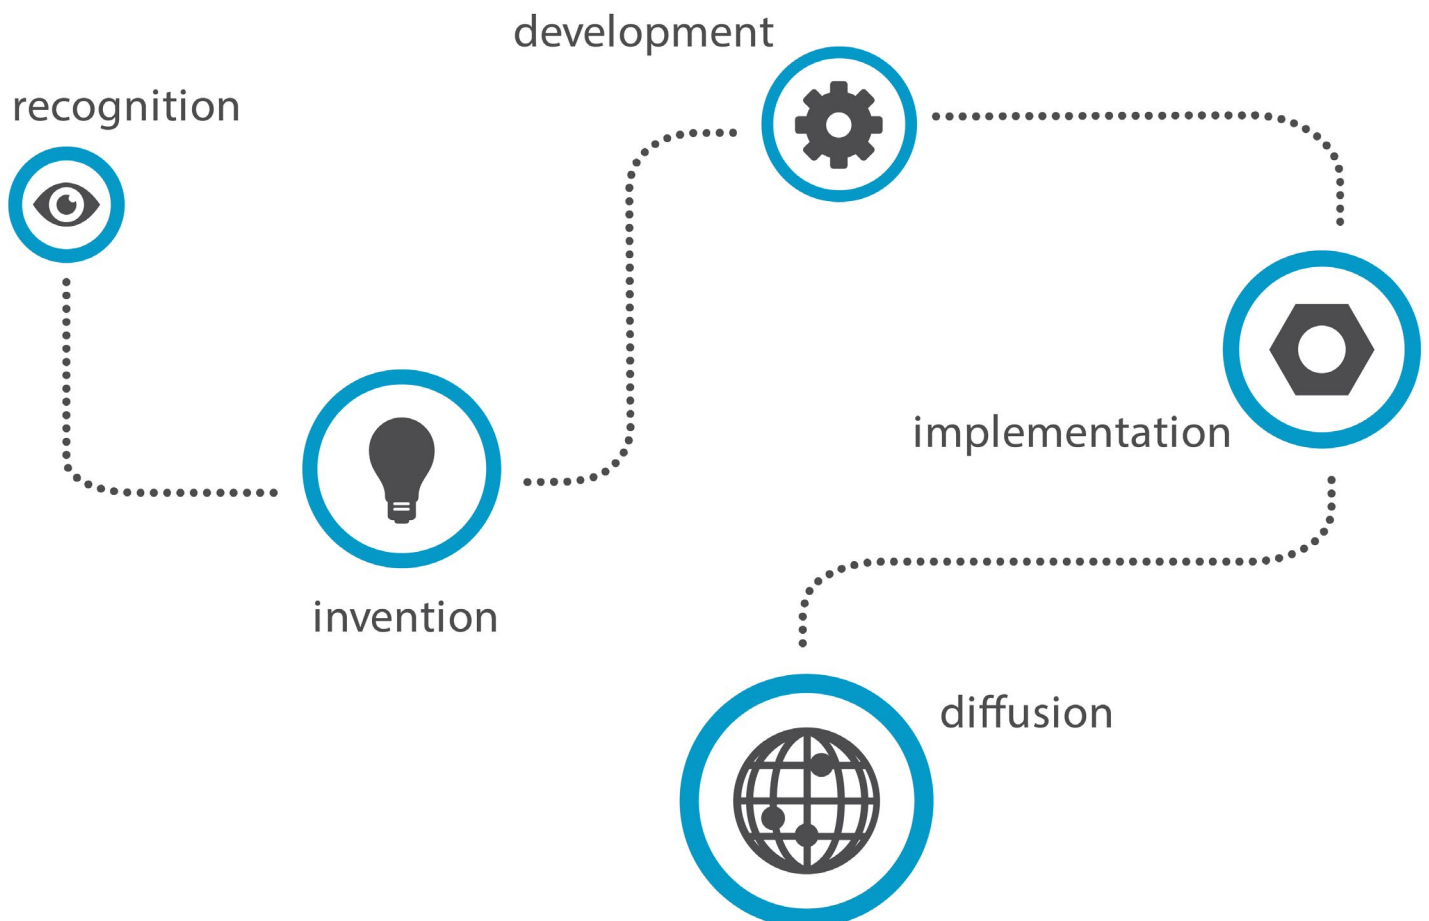 recognition
invention
development
implementation
diffusion